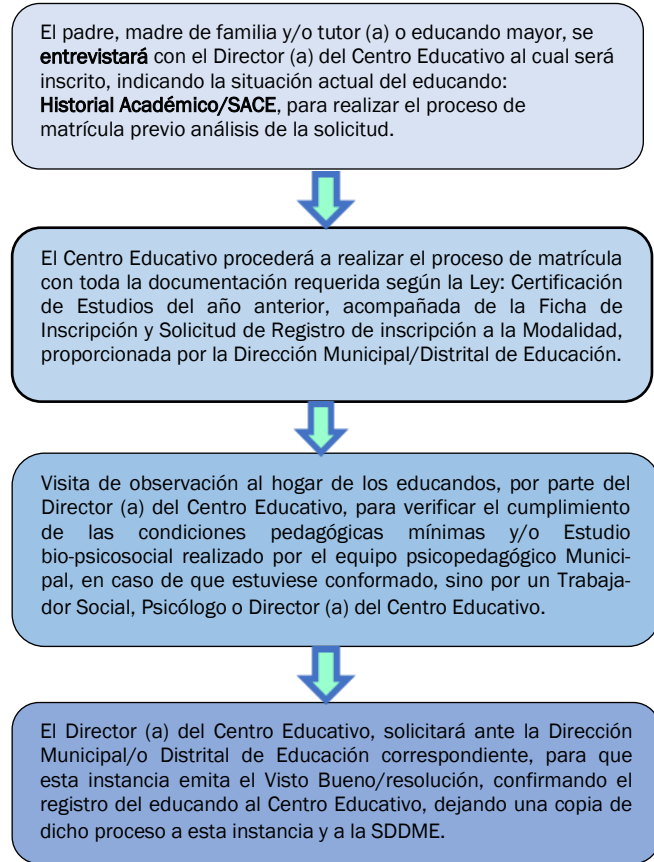 El padre, madre de familia y/o tutor (a) o educando mayor, se
entrevistará con el Director (a) del Centro Educativo al cual será
inscrito, indicando la situación actual del educando:
Historial Académico/SACE, para realizar el proceso de
matrícula previo análisis de la solicitud.
El Centro Educativo procederá a realizar el proceso de matrícula
con toda la documentación requerida según la Ley: Certificación
de Estudios del año anterior, acompañada de la Ficha de
Inscripción y Solicitud de Registro de inscripción a la Modalidad,
proporcionada por la Dirección Municipal/Distrital de Educación.
Visita de observación al hogar de los educandos, por parte del
Director (a) del Centro Educativo, para verificar el cumplimiento
de las condiciones pedagógicas mínimas y/o Estudio
bio-psicosocial realizado por el equipo psicopedagógico Munici-
pal, en caso de que estuviese conformado, sino por un Trabaja-
dor Social, Psicólogo o Director (a) del Centro Educativo.
El Director (a) del Centro Educativo, solicitará ante la Dirección
Municipal/o Distrital de Educación correspondiente, para que
esta instancia emita el Visto Bueno/resolución, confirmando el
registro del educando al Centro Educativo, dejando una copia de
dicho proceso a esta instancia y a la SDDME.